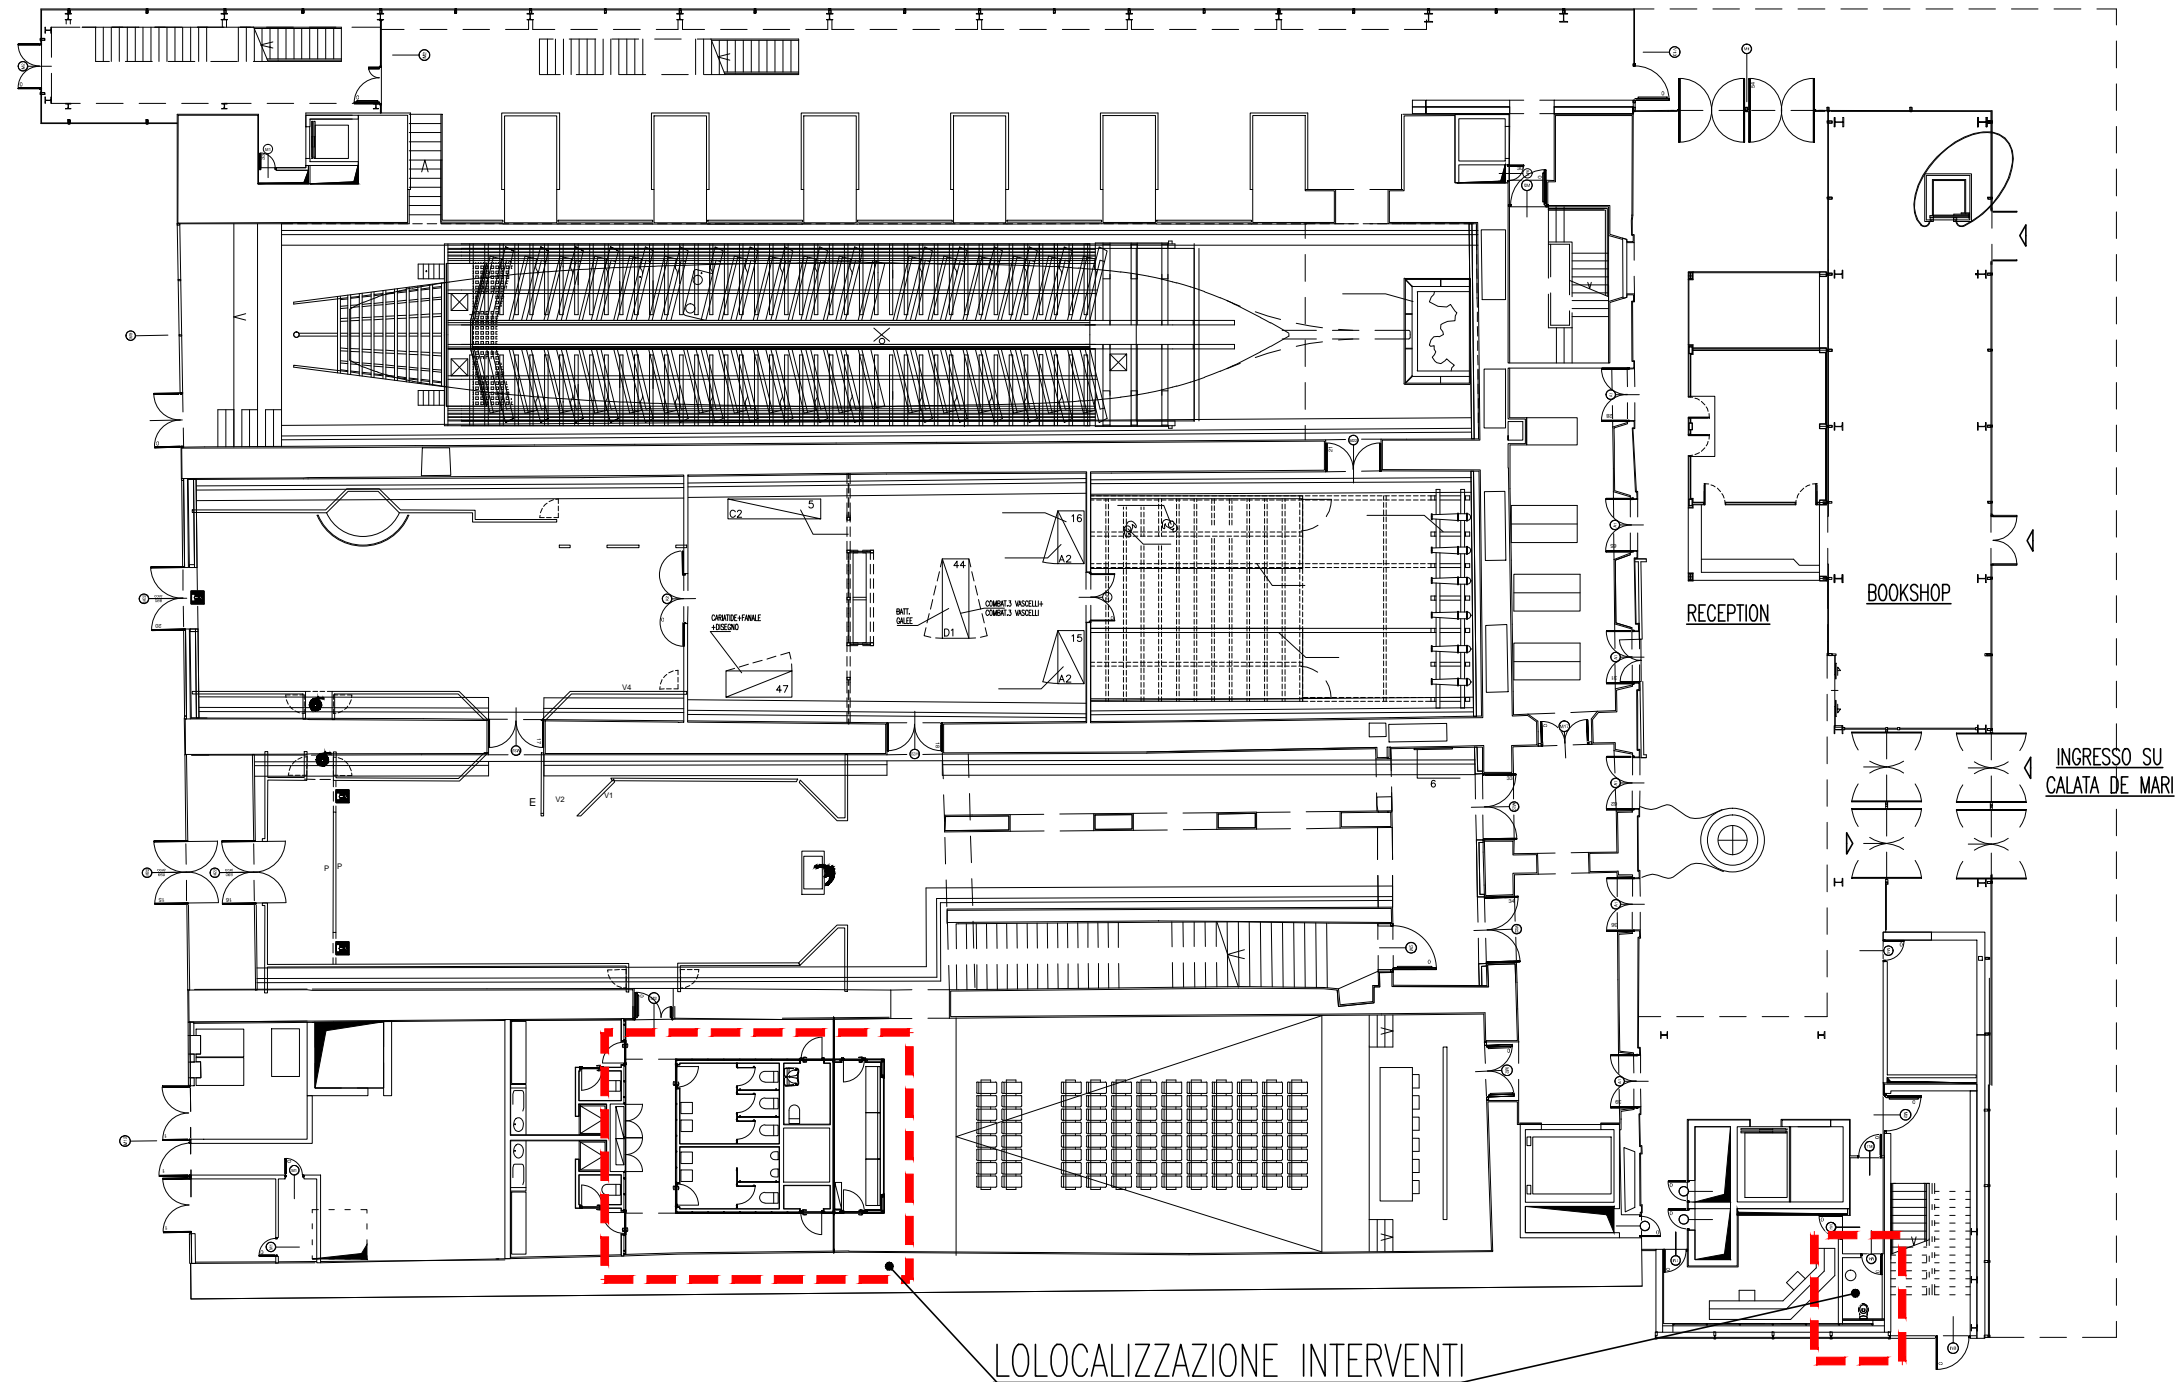 C2
5
16
A2
44
D1
COMBAT.3 VASCELLI+
COMBAT.3 VASCELLI
BATT.
GALEE
CARIATIDE+FANALE
+DISEGNO
47
15
A2
V4
RECEPTION
BOOKSHOP
INGRESSO SU
CALATA DE MARI
E
V2
V1
6
P
P
LOLOCALIZZAZIONE INTERVENTI